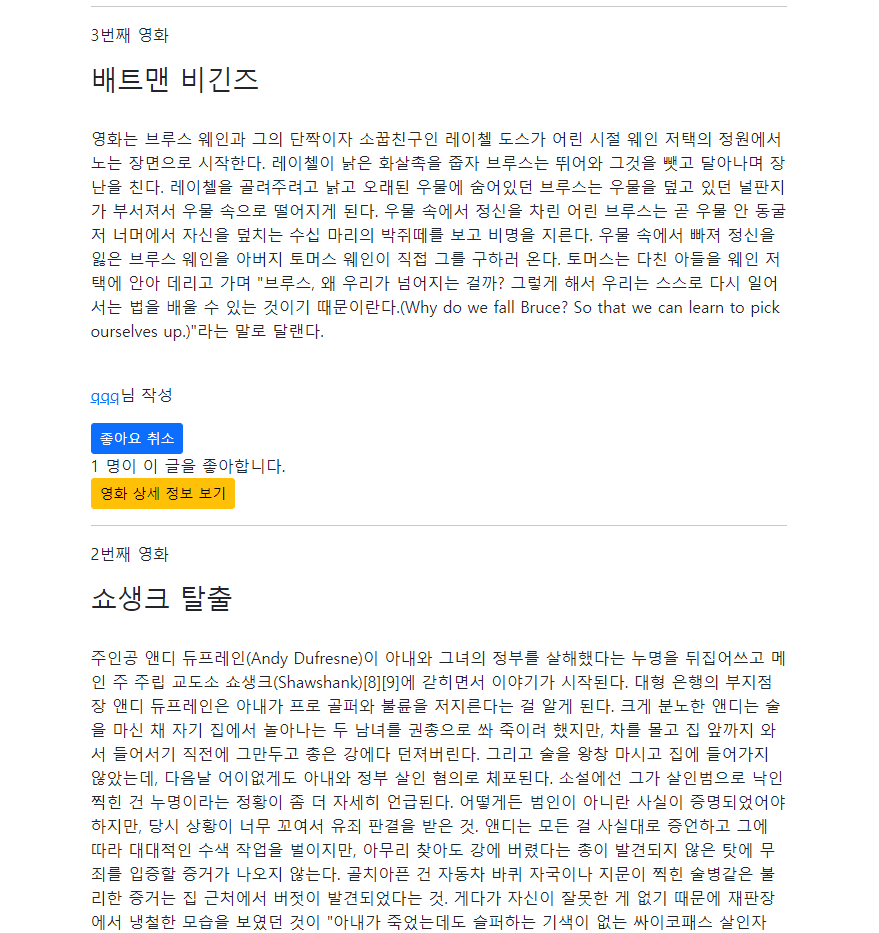 3번째 영화
배트맨 비긴즈
영화는 브루스 웨인과 그의 단짝이자 소꿉친구인 레이첼 도스가 어린 시절 웨인 저택의 정원에서
노는 장면으로 시작한다. 레이첼이 낡은 화살촉을 줍자 브루스는 뛰어와 그것을 뺏고 달아나며 장
난을 친다. 레이첼을 골려주려고 낡고 오래된 우물에 숨어있던 브루스는 우물을 덮고 있던 널판지
가 부서져서 우물 속으로 떨어지게 된다. 우물 속에서 정신을 차린 어린 브루스는 곧 우물 안 동굴
저 너머에서 자신을 덮치는 수십 마리의 박쥐떼를 보고 비명을 지른다. 우물 속에서 빠져 정신을
잃은 브루스 웨인을 아버지 토머스 웨인이 직접 그를 구하러 온다. 토머스는 다친 아들을 웨인 저
택에 안아 데리고 가며 "브루스, 왜 우리가 넘어지는 걸까? 그렇게 해서 우리는 스스로 다시 일어
서는 법을 배울 수 있는 것이기 때문이란다.(Why do we fall Bruce? So that we can learn to pick
ourselves up.)"라는 말로 달랜다.
qqq님 작성
좋아요 취소
1 명이 이 글을 좋아합니다.
영화 상세 정보 보기
2번째 영화
쇼생크 탈출
주인공 앤디 듀프레인(Andy Dufresne)이 아내와 그녀의 정부를 살해했다는 누명을 뒤집어쓰고 메
인 주 주립 교도소 쇼생크(Shawshank)[8][9]에 갇히면서 이야기가 시작된다. 대형 은행의 부지점
장 앤디 듀프레인은 아내가 프로 골퍼와 불륜을 저지른다는 걸 알게 된다. 크게 분노한 앤디는 술
을 마신 채 자기 집에서 놀아나는 두 남녀를 권총으로 쏴 죽이려 했지만, 차를 몰고 집 앞까지 와
서 들어서기 직전에 그만두고 총은 강에다 던져버린다. 그리고 술을 왕창 마시고 집에 들어가지
않았는데, 다음날 어이없게도 아내와 정부 살인 혐의로 체포된다. 소설에선 그가 살인범으로 낙인
찍힌 건 누명이라는 정황이 좀 더 자세히 언급된다. 어떻게든 범인이 아니란 사실이 증명되었어야
하지만, 당시 상황이 너무 꼬여서 유죄 판결을 받은 것. 앤디는 모든 걸 사실대로 증언하고 그에
따라 대대적인 수색 작업을 벌이지만, 아무리 찾아도 강에 버렸다는 총이 발견되지 않은 탓에 무
죄를 입증할 증거가 나오지 않는다. 골치아픈 건 자동차 바퀴 자국이나 지문이 찍힌 술병같은 불
리한 증거는 집 근처에서 버젓이 발견되었다는 것. 게다가 자신이 잘못한 게 없기 때문에 재판장
에서 냉철한 모습을 보였던 것이 "아내가 죽었는데도 슬퍼하는 기색이 없는 싸이코패스 살인자